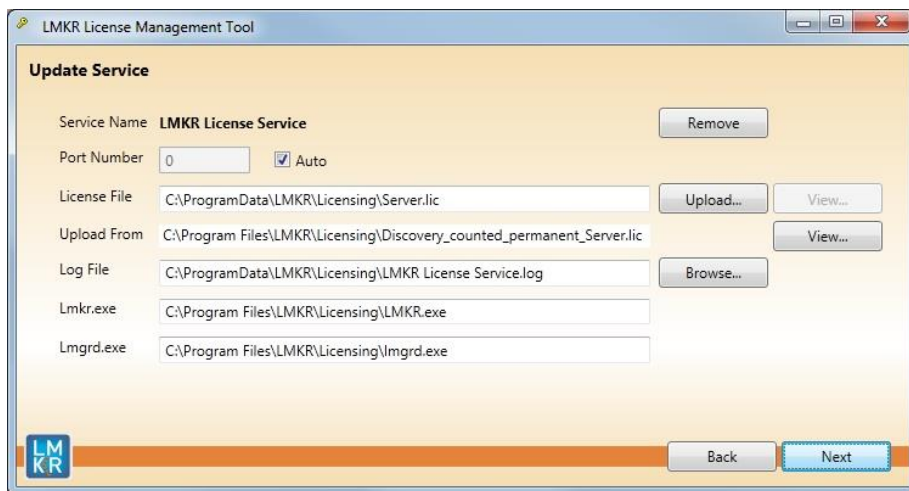 LMKR License Management Tool
Update Service
Service Name LMKR License Service Remove
Port Number 0 Auto
License File C:\ProgramData\LMKR\Licensing\Server.lic Upload... View...
Upload From C:\Program Files\LMKR\Licensing\Discovery_counted_permanent_Server.lic View...
Log File C:\ProgramData\LMKR\Licensing\LMKR License Service.log Browse...
Lmkr.exe C:\Program Files\LMKR\Licensing\LMKR.exe
Lmgrd.exe C:\Program Files\LMKR\Licensing\lmgrd.exe
LM
KR Back Next